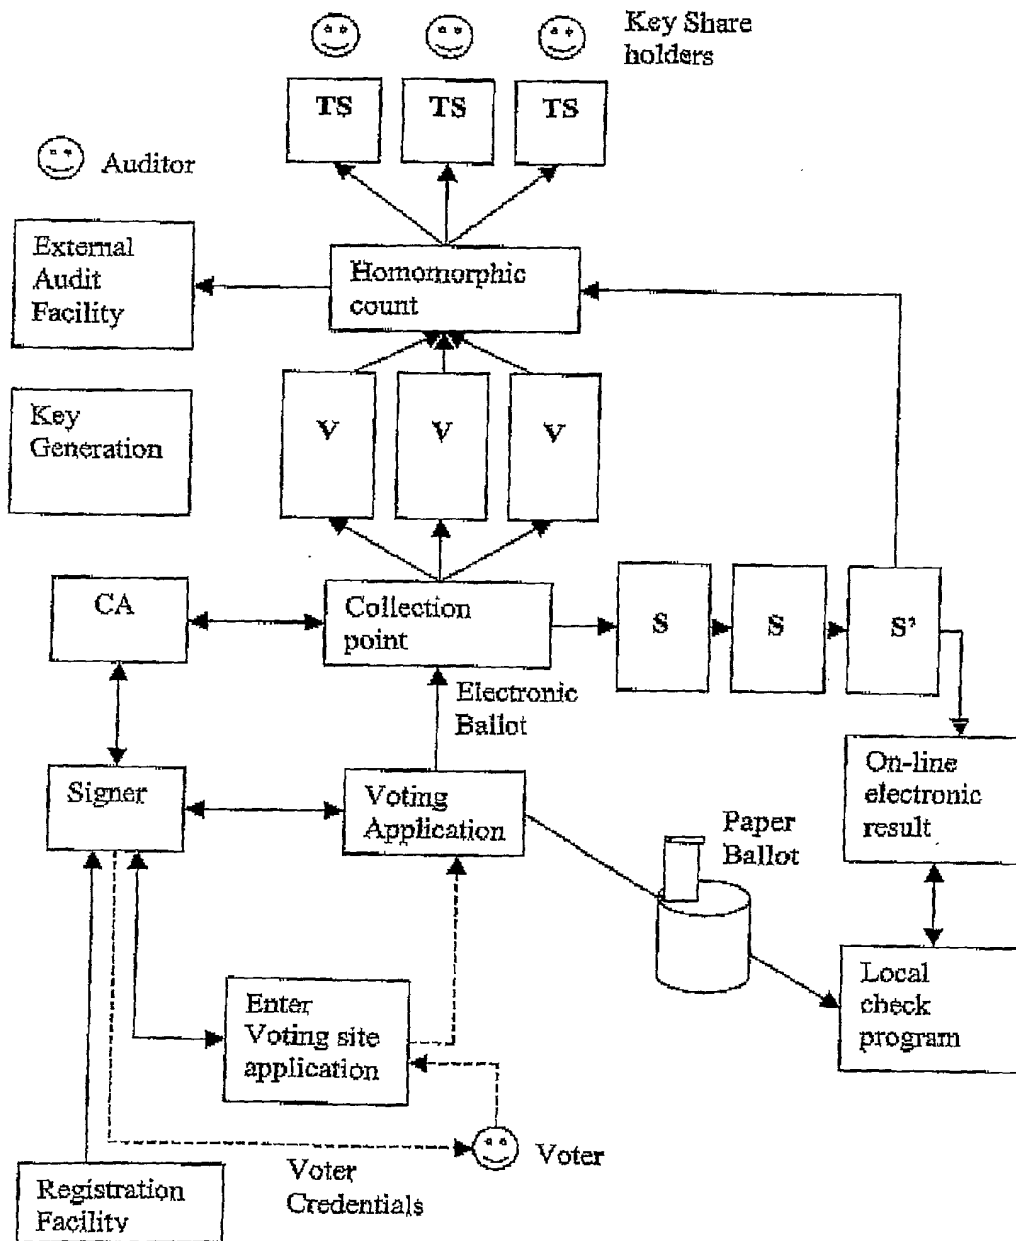 Key Share
holders
TS
TS
TS
Auditor
External
Audit
Facility
Homomorphic
count
Key
Generation
V
V
V
CA
Collection
point
S
S
S'
Electronic
Ballot
Signer
Voting
Application
Paper
Ballot
On-line
electronic
result
Enter
Voting site
application
Local
check
program
Voter
Voter
Credentials
Registration
Facility